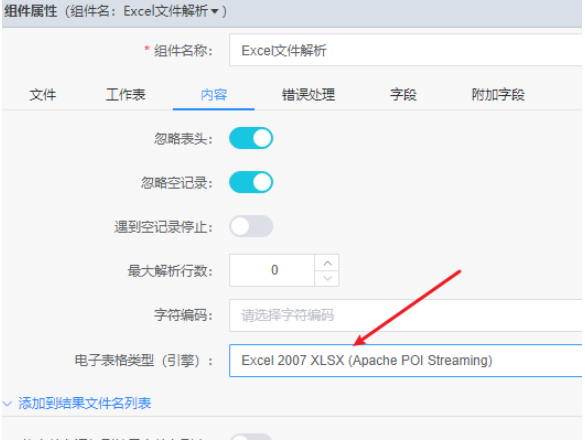 组件属性（组件名：Excel文件解析▾）
* 组件名称： Excel文件解析
文件 工作表 内容 错误处理 字段 附加字段
忽略表头：
忽略空记录：
遇到空记录停止：
最大解析行数： 0
字符编码： 请选择字符编码
电子表格类型（引擎）： Excel 2007 XLSX (Apache POI Streaming)
添加到结果文件名列表